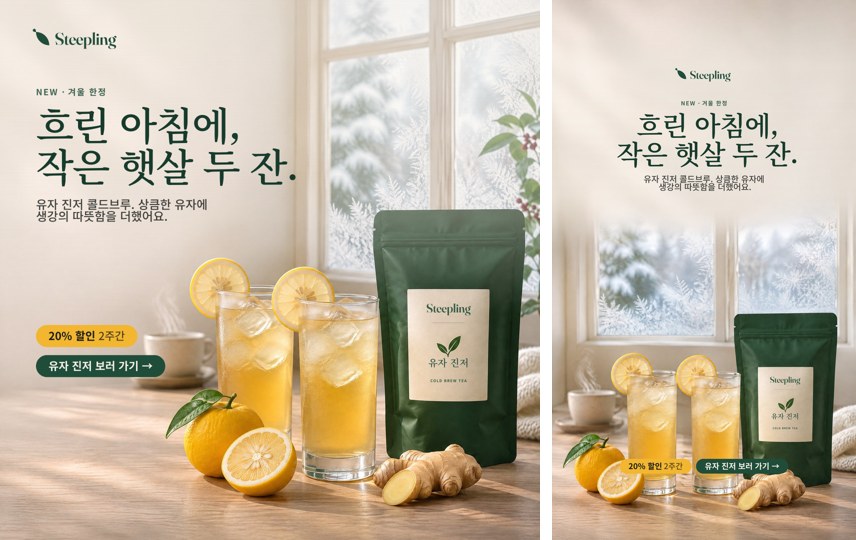 Steepling
NEW · 겨울 한정
흐린 아침에,
작은 햇살 두 잔.
유자 진저 콜드브루. 상큼한 유자에
생강의 따뜻함을 더했어요.
20% 할인 2주간
유자 진저 보러 가기 →
Steepling
유자 진저
COLD BREW TEA
Steepling
NEW · 겨울 한정
흐린 아침에,
작은 햇살 두 잔.
유자 진저 콜드브루. 상큼한 유자에
생강의 따뜻함을 더했어요.
Steepling
유자 진저
COLD BREW TEA
20% 할인 2주간
유자 진저 보러 가기 →